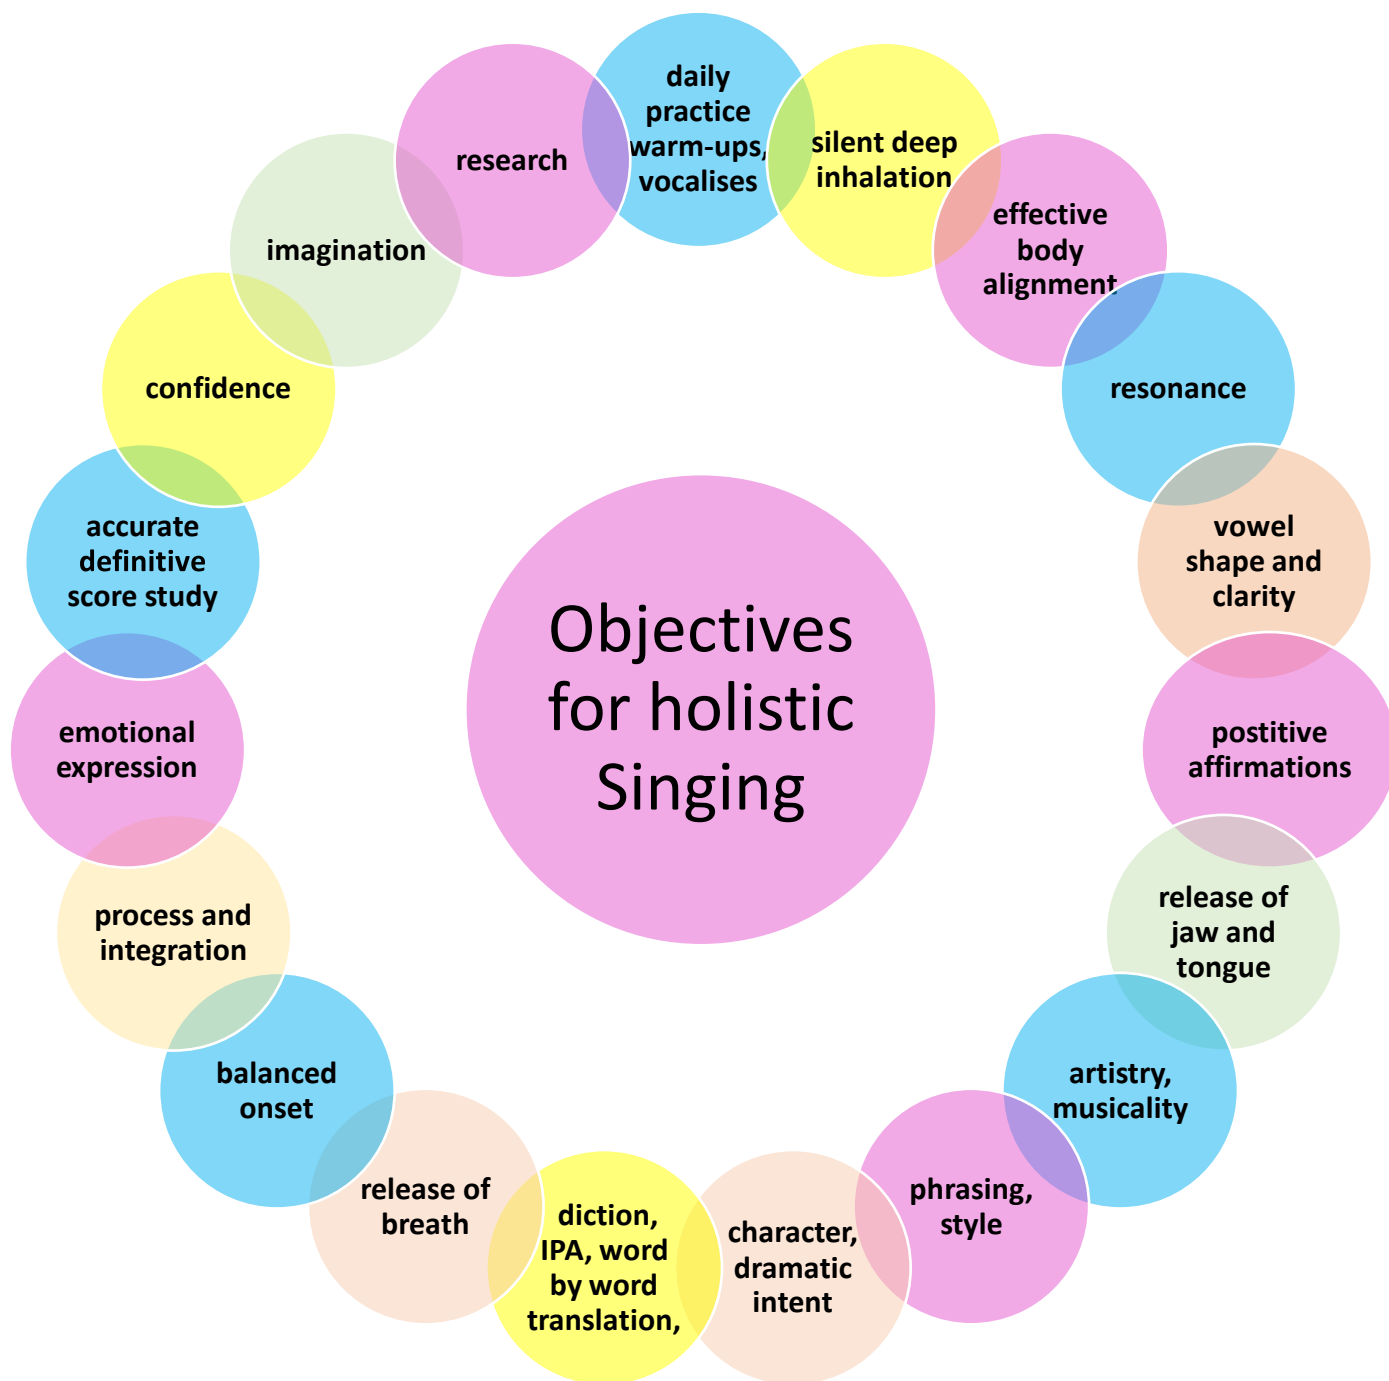 daily
practice
warm-ups,
vocalises
silent deep
inhalation
effective
body
alignment
resonance
vowel
shape and
clarity
postitive
affirmations
release of
jaw and
tongue
artistry,
musicality
phrasing,
style
character,
dramatic
intent
diction,
IPA, word
by word
translation,
release of
breath
balanced
onset
process and
integration
emotional
expression
accurate
definitive
score study
confidence
imagination
research
Objectives
for holistic
Singing